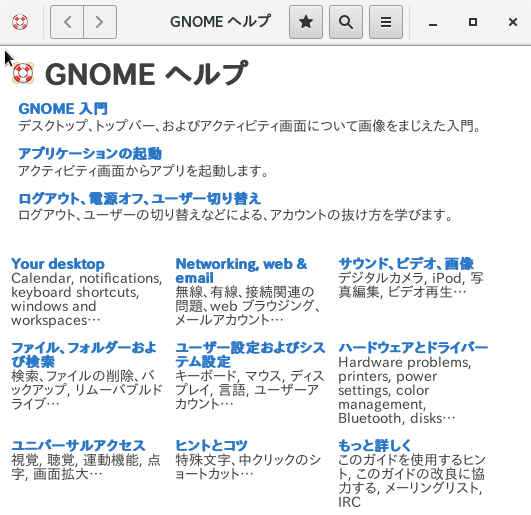 GNOME ヘルプ
GNOME ヘルプ
GNOME 入門
デスクトップ、トップバー、およびアクティビティ画面について画像をまじえた入門。
アプリケーションの起動
アクティビティ画面からアプリを起動します。
ログアウト、電源オフ、ユーザー切り替え
ログアウト、ユーザーの切り替えなどによる、アカウントの抜け方を学びます。
Your desktop
Calendar, notifications,
keyboard shortcuts,
windows and
workspaces…
Networking, web &
email
無線、有線、接続関連の
問題、web ブラウジング、
メールアカウント…
サウンド、ビデオ、画像
デジタルカメラ, iPod, 写
真編集, ビデオ再生…
ファイル、フォルダーおよ
び検索
検索、ファイルの削除、バ
ックアップ, リムーバブルド
ライブ…
ユーザー設定およびシス
テム設定
キーボード, マウス, ディス
プレイ, 言語, ユーザーア
カウント…
ハードウェアとドライバー
Hardware problems,
printers, power
settings, color
management,
Bluetooth, disks…
ユニバーサルアクセス
視覚, 聴覚, 運動機能, 点
字, 画面拡大…
ヒントとコツ
特殊文字、中クリックのシ
ョートカット…
もっと詳しく
このガイドを使用するヒン
ト, このガイドの改良に協
力する, メーリングリスト,
IRC